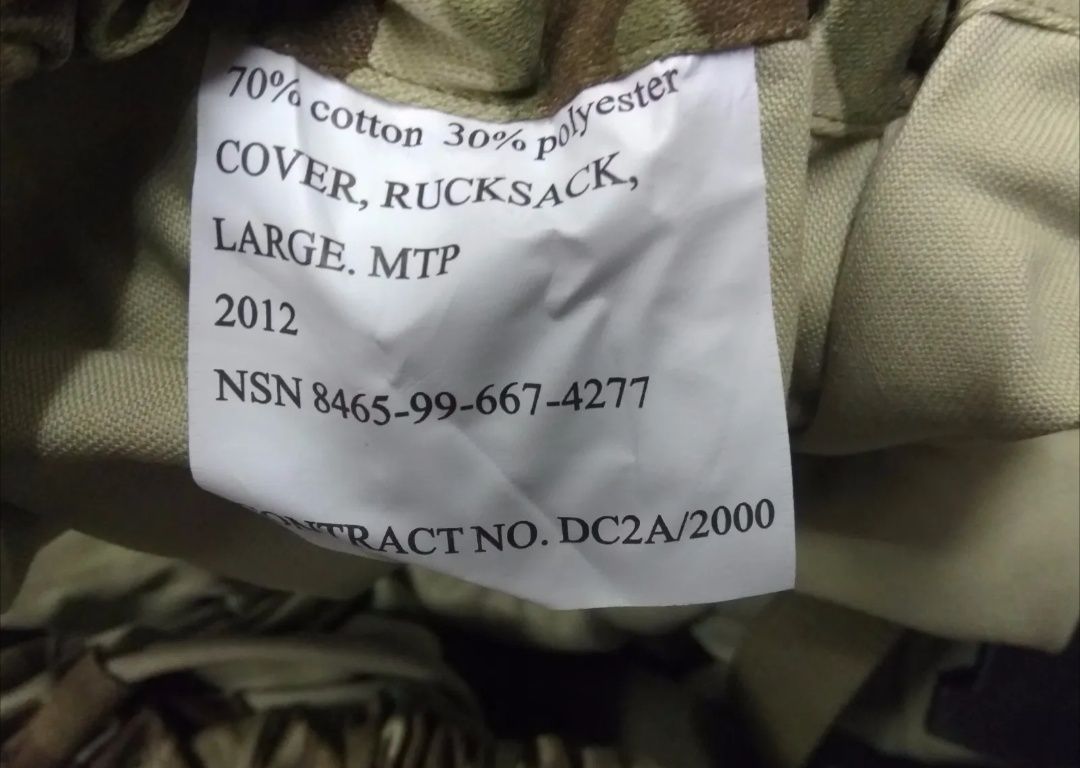 70% cotton 30% polyester
COVER, RUCKSACK,
LARGE. MTP
2012
NSN 8465-99-667-4277
CONTRACT NO. DC2A/2000